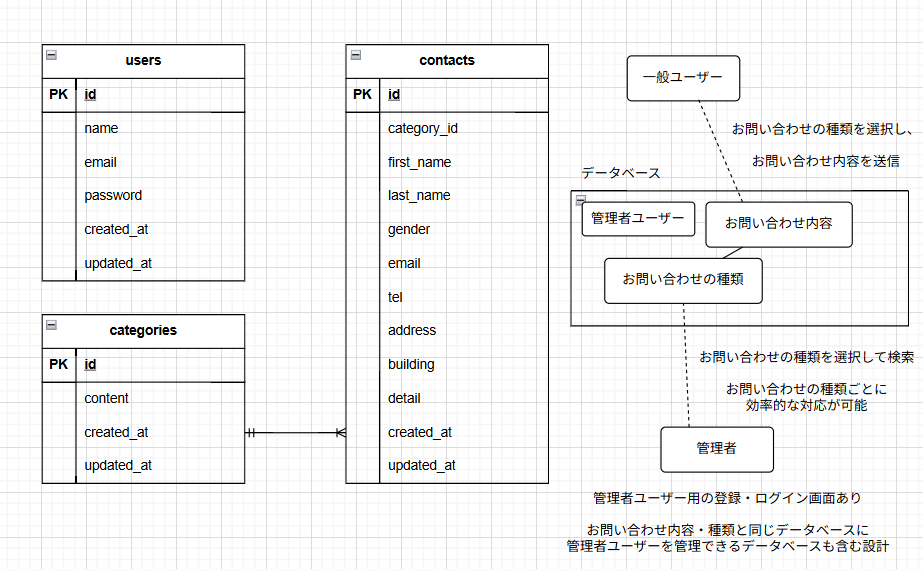 users
PK id
name
email
password
created_at
updated_at
categories
PK id
content
created_at
updated_at
contacts
PK id
category_id
first_name
last_name
gender
email
tel
address
building
detail
created_at
updated_at
一般ユーザー
お問い合わせの種類を選択し、
お問い合わせ内容を送信
データベース
管理者ユーザー
お問い合わせ内容
お問い合わせの種類
お問い合わせの種類を選択して検索
お問い合わせの種類ごとに
効率的な対応が可能
管理者
管理者ユーザー用の登録・ログイン画面あり
お問い合わせ内容・種類と同じデータベースに
管理者ユーザーを管理できるデータベースも含む設計